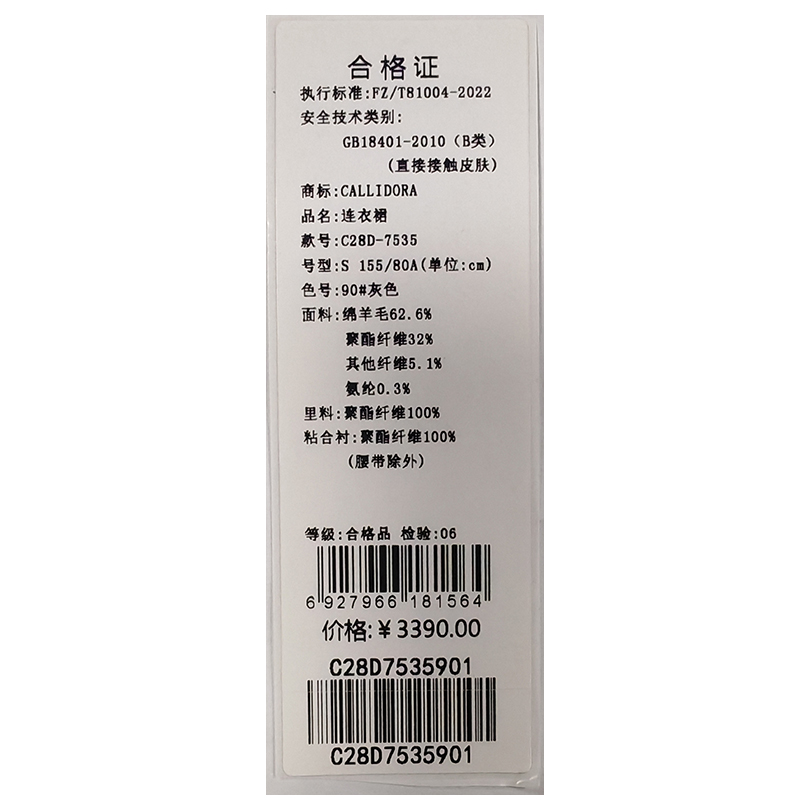 合格证
执行标准:FZ/T81004-2022
安全技术类别:
GB18401-2010（B类）
(直接接触皮肤)
商标:CALLIDORA
品名:连衣裙
款号:C28D-7535
号型:S 155/80A(单位:cm)
色号:90#灰色
面料:绵羊毛62.6%
聚酯纤维32%
其他纤维5.1%
氨纶0.3%
里料:聚酯纤维100%
粘合衬:聚酯纤维100%
(腰带除外)
等级:合格品 检验:06
6 927966 181564
价格:￥3390.00
C28D7535901
C28D7535901